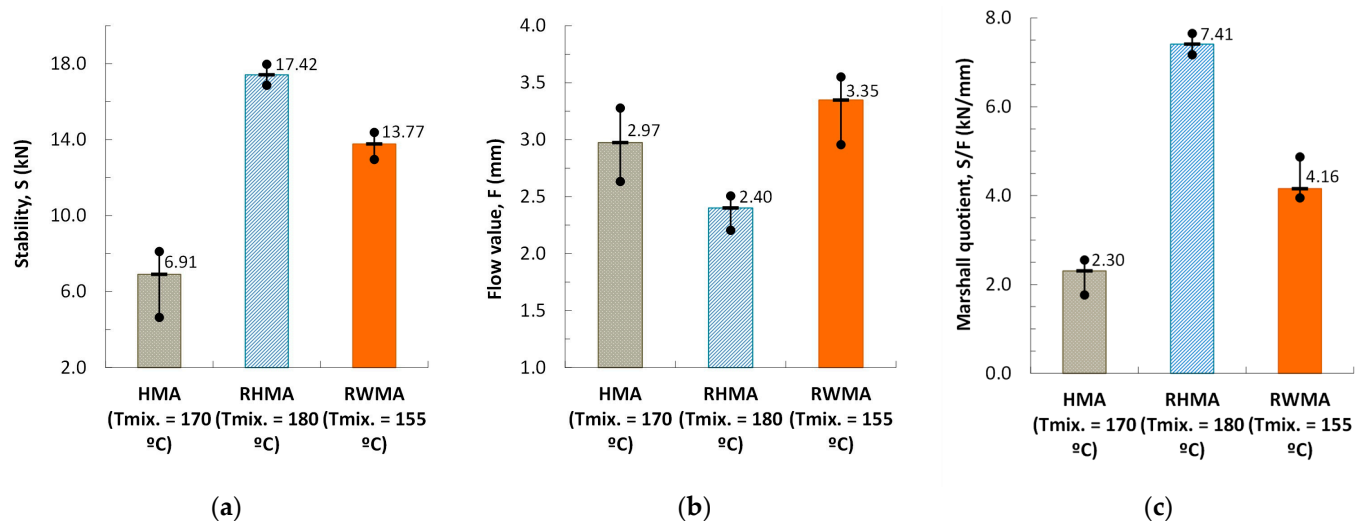 Stability, S (kN)
18.0
14.0
10.0
6.0
2.0
6.91
17.42
13.77
HMA
(Tmix. = 170
ºC)
RHMA
(Tmix. = 180
ºC)
RWMA
(Tmix. = 155
ºC)
(a)
Flow value, F (mm)
4.0
3.5
3.0
2.5
2.0
1.5
1.0
2.97
2.40
3.35
HMA
(Tmix. = 170
ºC)
RHMA
(Tmix. = 180
ºC)
RWMA
(Tmix. = 155
ºC)
(b)
Marshall quotient, S/F (kN/mm)
8.0
6.0
4.0
2.0
0.0
2.30
7.41
4.16
HMA
(Tmix. = 170
ºC)
RHMA
(Tmix. = 180
ºC)
RWMA
(Tmix. = 155
ºC)
(c)